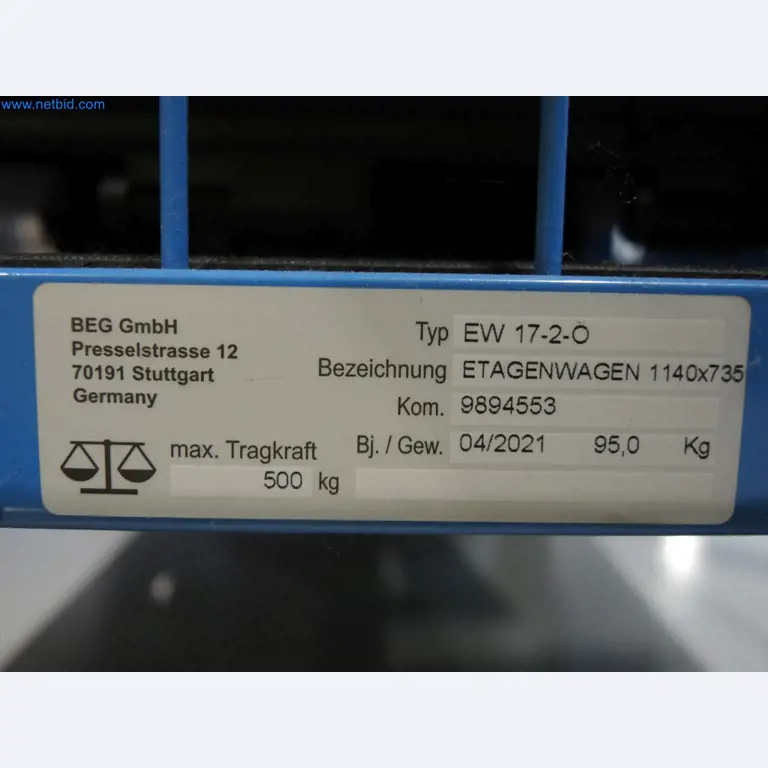 www.netbid.com
BEG GmbH
Presselstrasse 12
70191 Stuttgart
Germany
Typ EW 17-2-Ö
Bezeichnung ETAGENWAGEN 1140x735
Kom. 9894553
Bj. / Gew. 04/2021 95,0 Kg
max. Tragkraft
500 kg